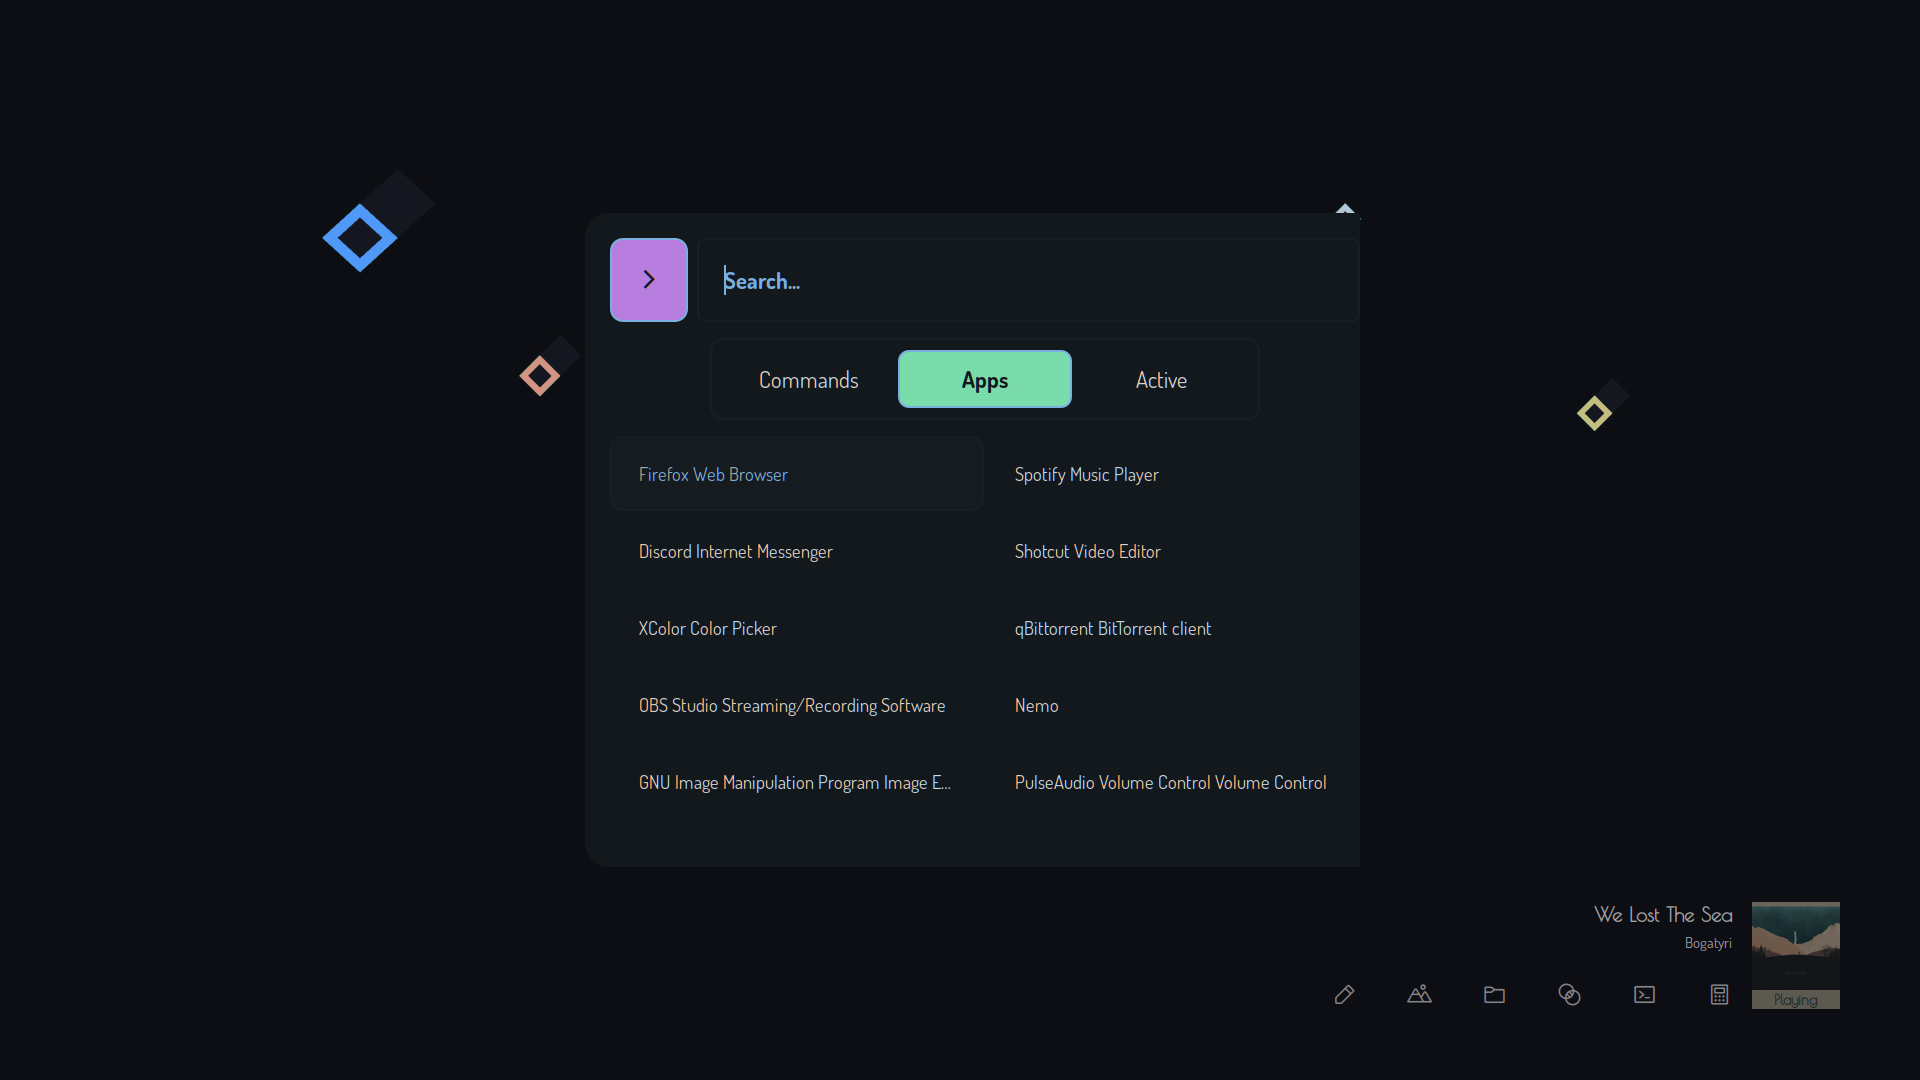 Search...
Commands Apps Active
Firefox Web Browser Spotify Music Player
Discord Internet Messenger Shotcut Video Editor
XColor Color Picker qBittorrent BitTorrent client
OBS Studio Streaming/Recording Software Nemo
GNU Image Manipulation Program Image E... PulseAudio Volume Control Volume Control
We Lost The Sea
Bogatyri
Playing